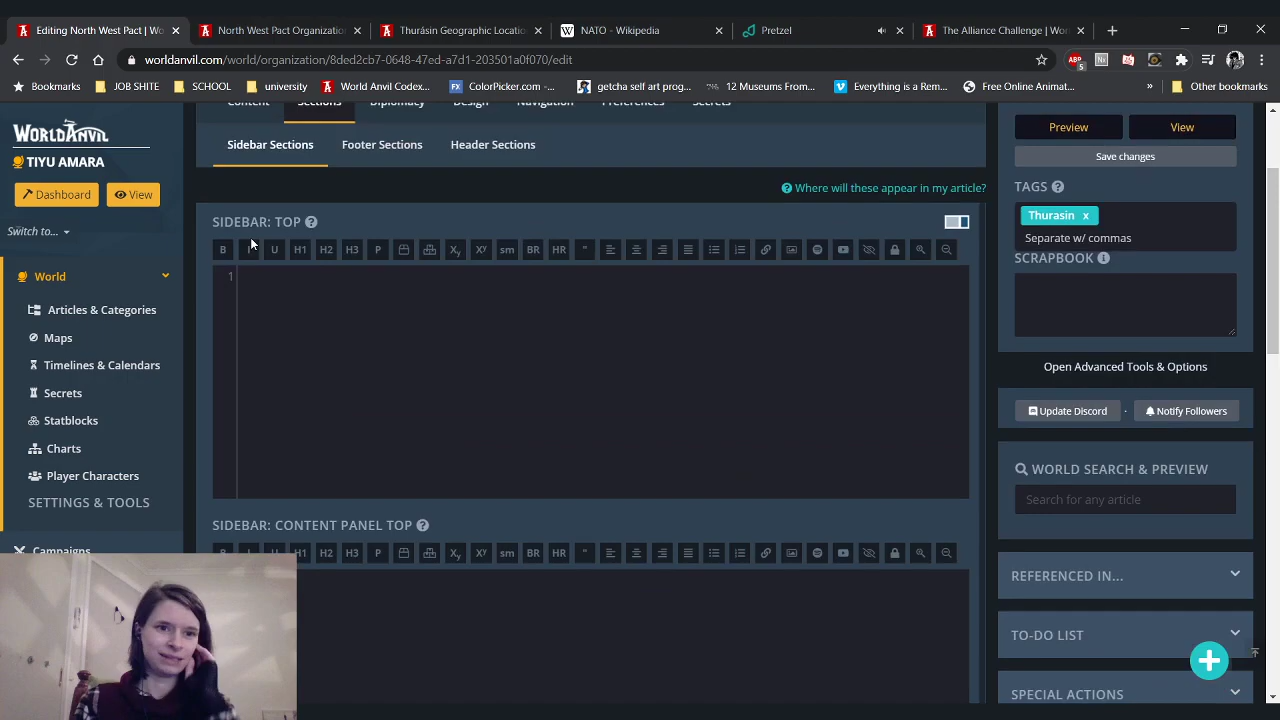 Editing North West Pact | Wo
North West Pact Organization
Thurásin Geographic Locatio
NATO - Wikipedia
Pretzel
The Alliance Challenge | Worl
worldanvil.com/world/organization/8ded2cb7-0648-47ed-a7d1-203501a0f070/edit
Bookmarks
JOB SHITE
SCHOOL
university
World Anvil Codex...
ColorPicker.com -...
getcha self art prog...
12 Museums From...
Everything is a Rem...
Free Online Animat...
Other bookmarks
Content
Sections
Diplomacy
Design
Navigation
Preferences
Secrets
WORLDANVIL
TIYU AMARA
Dashboard
View
Switch to...
World
Articles & Categories
Maps
Timelines & Calendars
Secrets
Statblocks
Charts
Player Characters
SETTINGS & TOOLS
Campaigns
Sidebar Sections
Footer Sections
Header Sections
Where will these appear in my article?
SIDEBAR: TOP
B I U H1 H2 H3 P Xy XY sm BR HR "
1
SIDEBAR: CONTENT PANEL TOP
B I U H1 H2 H3 P Xy XY sm BR HR "
Preview
View
Save changes
TAGS
Thurasin x
Separate w/ commas
SCRAPBOOK
Open Advanced Tools & Options
Update Discord
·
Notify Followers
WORLD SEARCH & PREVIEW
Search for any article
REFERENCED IN...
TO-DO LIST
SPECIAL ACTIONS